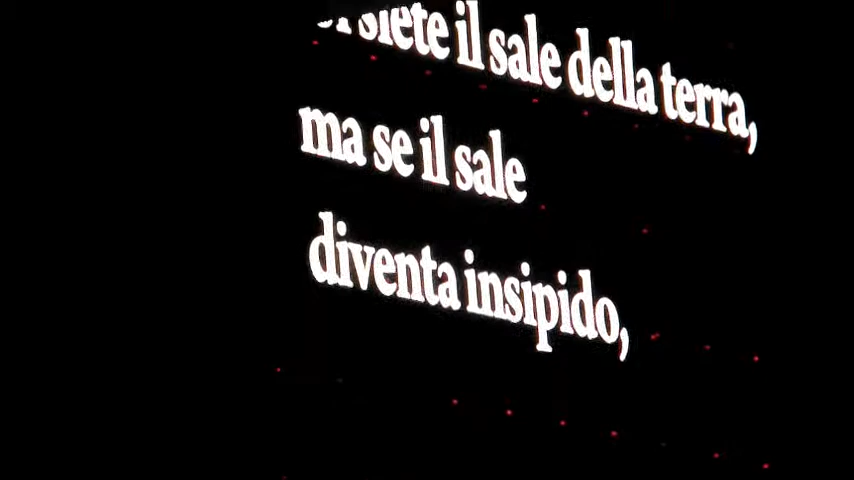 siete il sale della terra,
ma se il sale
diventa insipido,